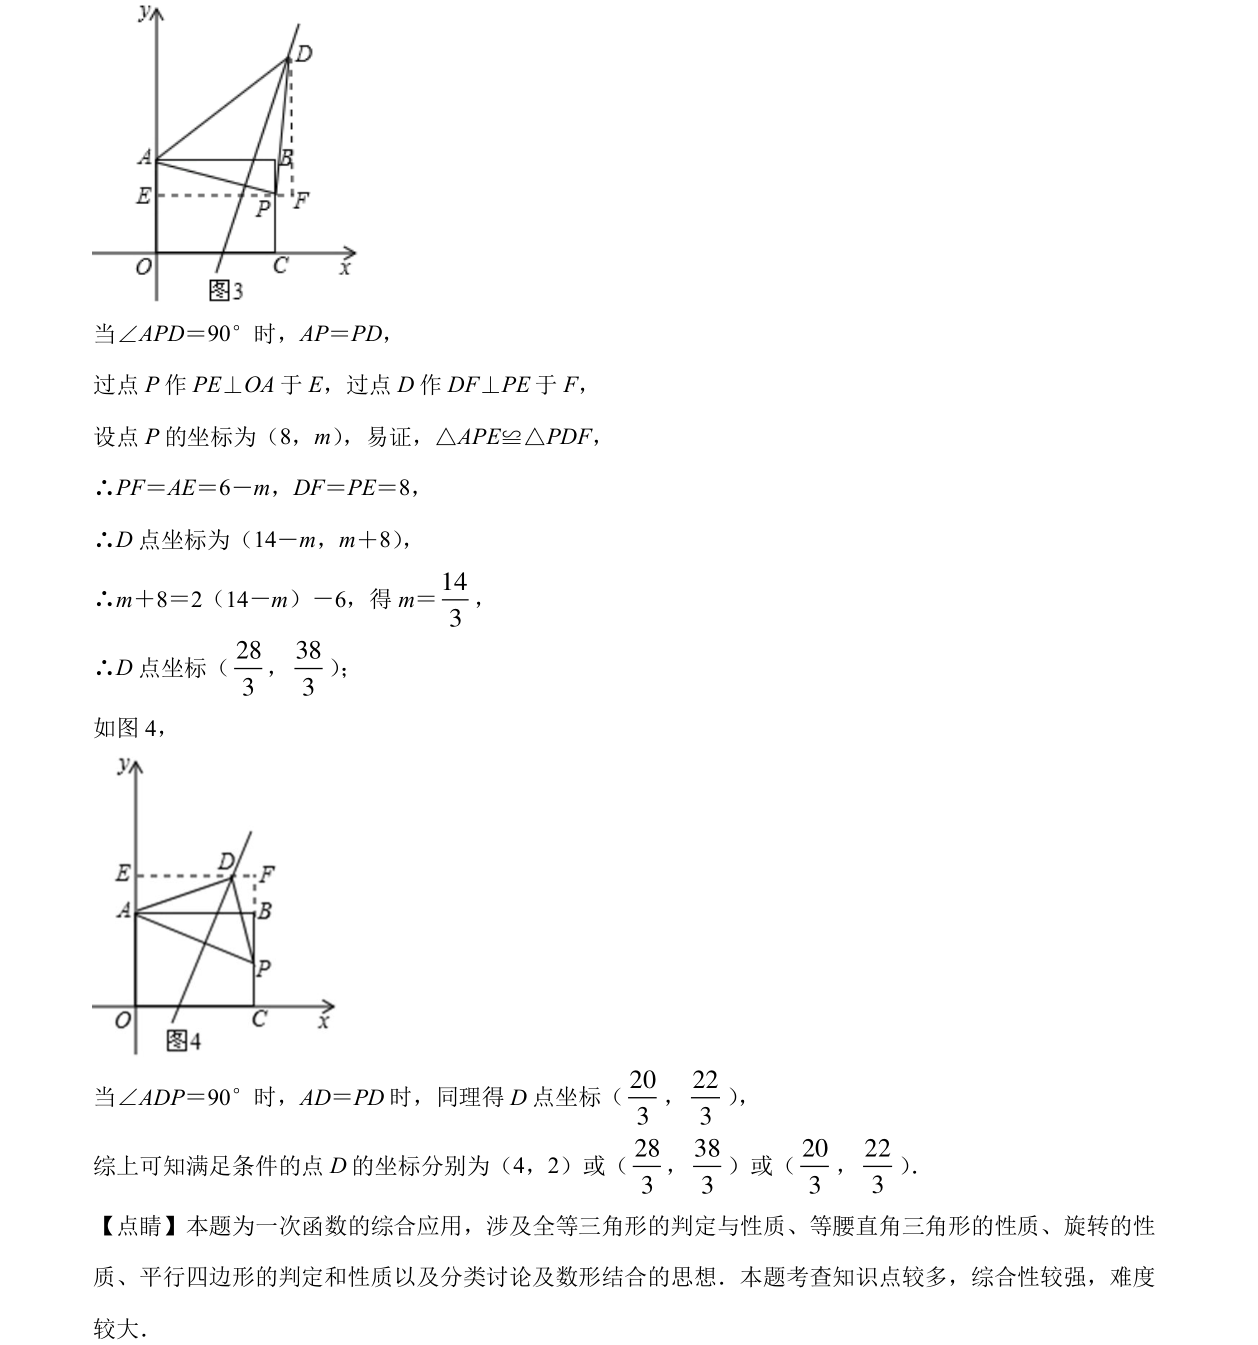 y
D
A
B
E
P
F
O
C
x
图3
当∠APD＝90°时，AP＝PD，
过点P作PE⊥OA于E，过点D作DF⊥PE于F，
设点P的坐标为（8，m），易证，△APE≌△PDF，
∴PF＝AE＝6－m，DF＝PE＝8，
∴D点坐标为（14－m，m＋8），
∴m＋8＝2（14－m）－6，得m＝14/3，
∴D点坐标（28/3，38/3）；
如图4，
y
E
D
F
A
B
P
O
C
x
图4
当∠ADP＝90°时，AD＝PD时，同理得D点坐标（20/3，22/3），
综上可知满足条件的点D的坐标分别为（4，2）或（28/3，38/3）或（20/3，22/3）．
【点睛】本题为一次函数的综合应用，涉及全等三角形的判定与性质、等腰直角三角形的性质、旋转的性
质、平行四边形的判定和性质以及分类讨论及数形结合的思想．本题考查知识点较多，综合性较强，难度
较大．